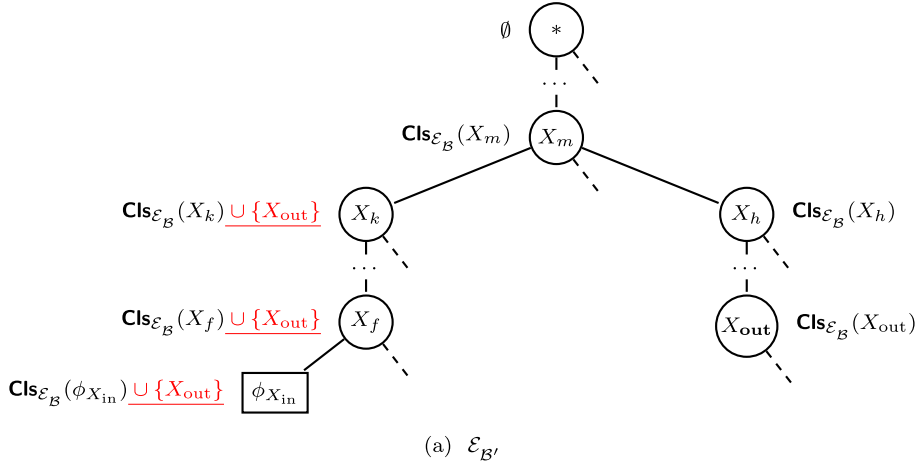 ∅ *
···
Cls_{ℰ_ℬ}(X_m) X_m
Cls_{ℰ_ℬ}(X_k) ∪ {X_out} X_k X_h Cls_{ℰ_ℬ}(X_h)
··· ···
Cls_{ℰ_ℬ}(X_f) ∪ {X_out} X_f X_out Cls_{ℰ_ℬ}(X_out)
Cls_{ℰ_ℬ}(ϕ_{X_in}) ∪ {X_out} ϕ_{X_in}
(a) ℰ_{ℬ′}